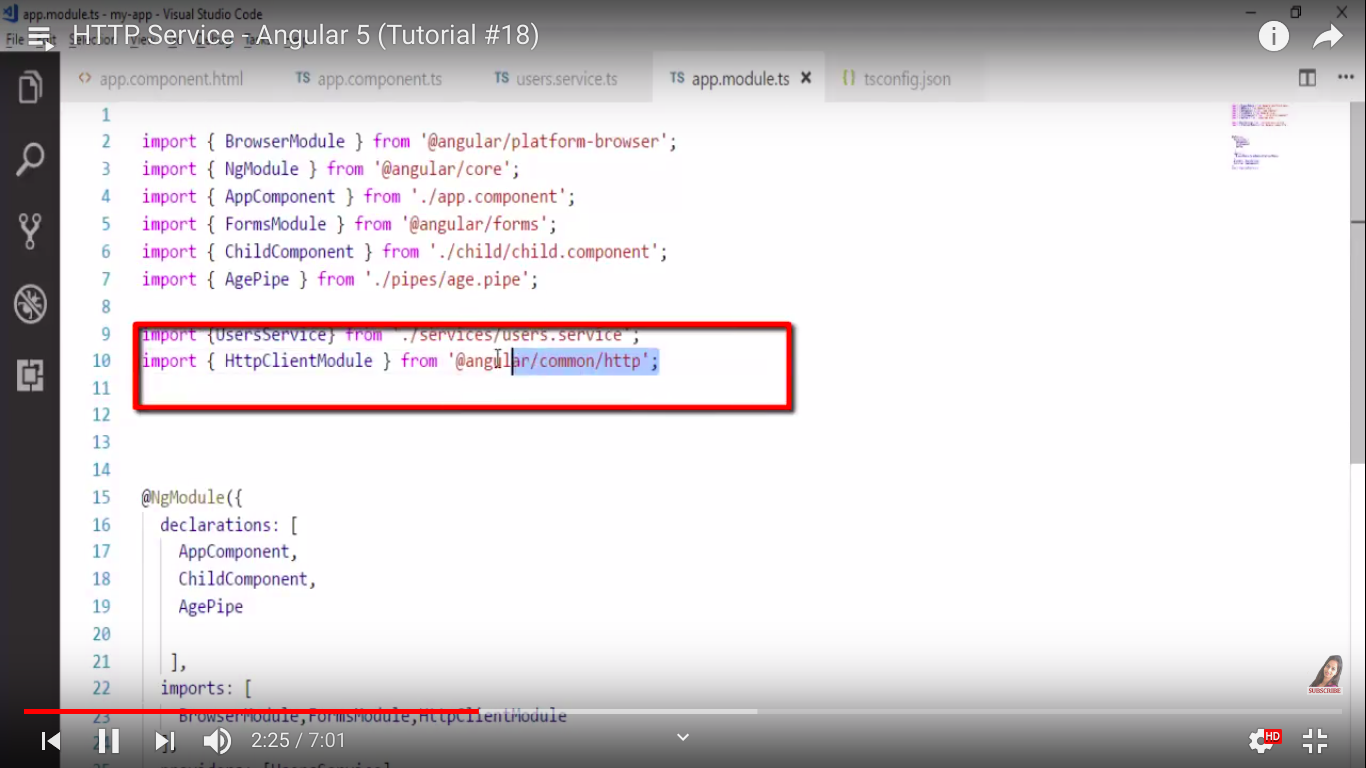 app.module.ts - my-app - Visual Studio Code
HTTP Service - Angular 5 (Tutorial #18)
File
app.component.html
TS app.component.ts
TS users.service.ts
TS app.module.ts
{} tsconfig.json
1
2 import { BrowserModule } from '@angular/platform-browser';
3 import { NgModule } from '@angular/core';
4 import { AppComponent } from './app.component';
5 import { FormsModule } from '@angular/forms';
6 import { ChildComponent } from './child/child.component';
7 import { AgePipe } from './pipes/age.pipe';
8
9 import {UsersService} from './services/users.service';
10 import { HttpClientModule } from '@angular/common/http';
11
12
13
14
15 @NgModule({
16 declarations: [
17 AppComponent,
18 ChildComponent,
19 AgePipe
20
21 ],
22 imports: [
23 BrowserModule,FormsModule,HttpClientModule
SUBSCRIBE
2:25 / 7:01
HD